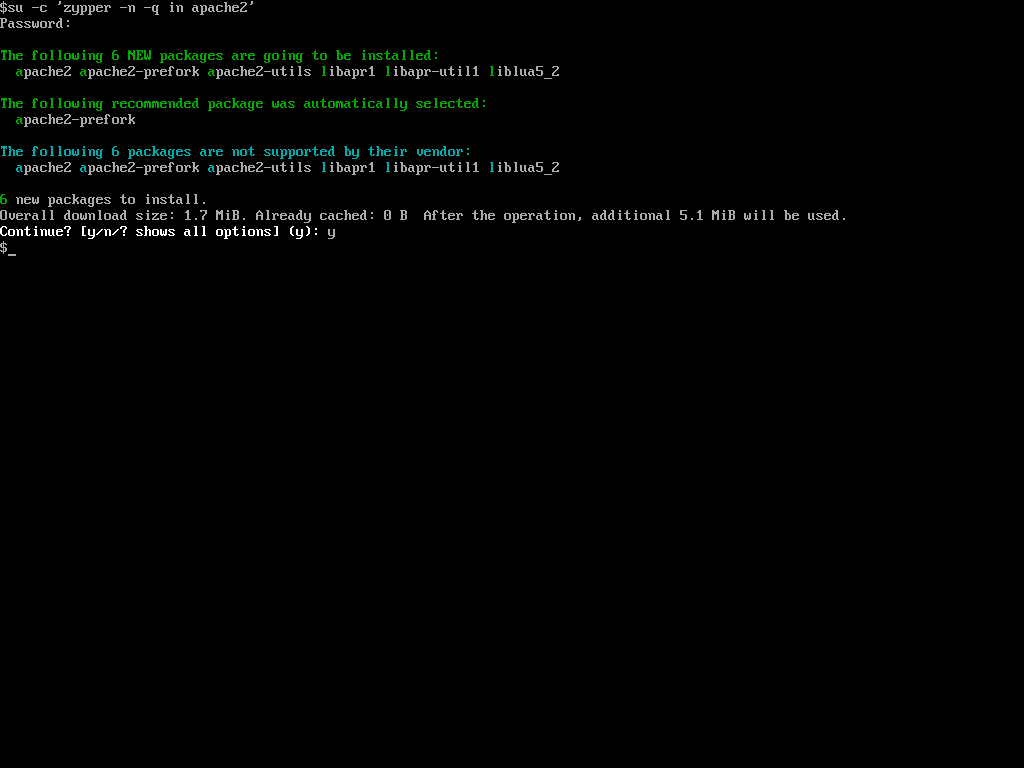 $su -c 'zypper -n -q in apache2'
Password:
The following 6 NEW packages are going to be installed:
apache2 apache2-prefork apache2-utils libapr1 libapr-util1 liblua5_2
The following recommended package was automatically selected:
apache2-prefork
The following 6 packages are not supported by their vendor:
apache2 apache2-prefork apache2-utils libapr1 libapr-util1 liblua5_2
6 new packages to install.
Overall download size: 1.7 MiB. Already cached: 0 B  After the operation, additional 5.1 MiB will be used.
Continue? [y/n/? shows all options] (y): y
$_